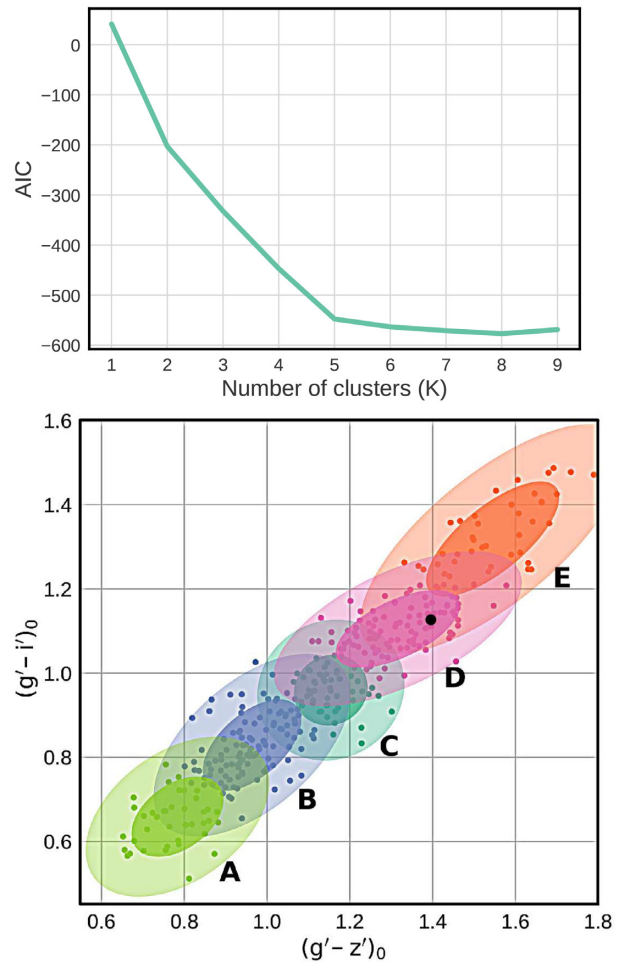 0
−100
−200
−300
−400
−500
−600
AIC
1 2 3 4 5 6 7 8 9
Number of clusters (K)
1.6
1.4
1.2
1.0
0.8
0.6
(g′− i′)₀
E
D
C
B
A
0.6 0.8 1.0 1.2 1.4 1.6 1.8
(g′− z′)₀